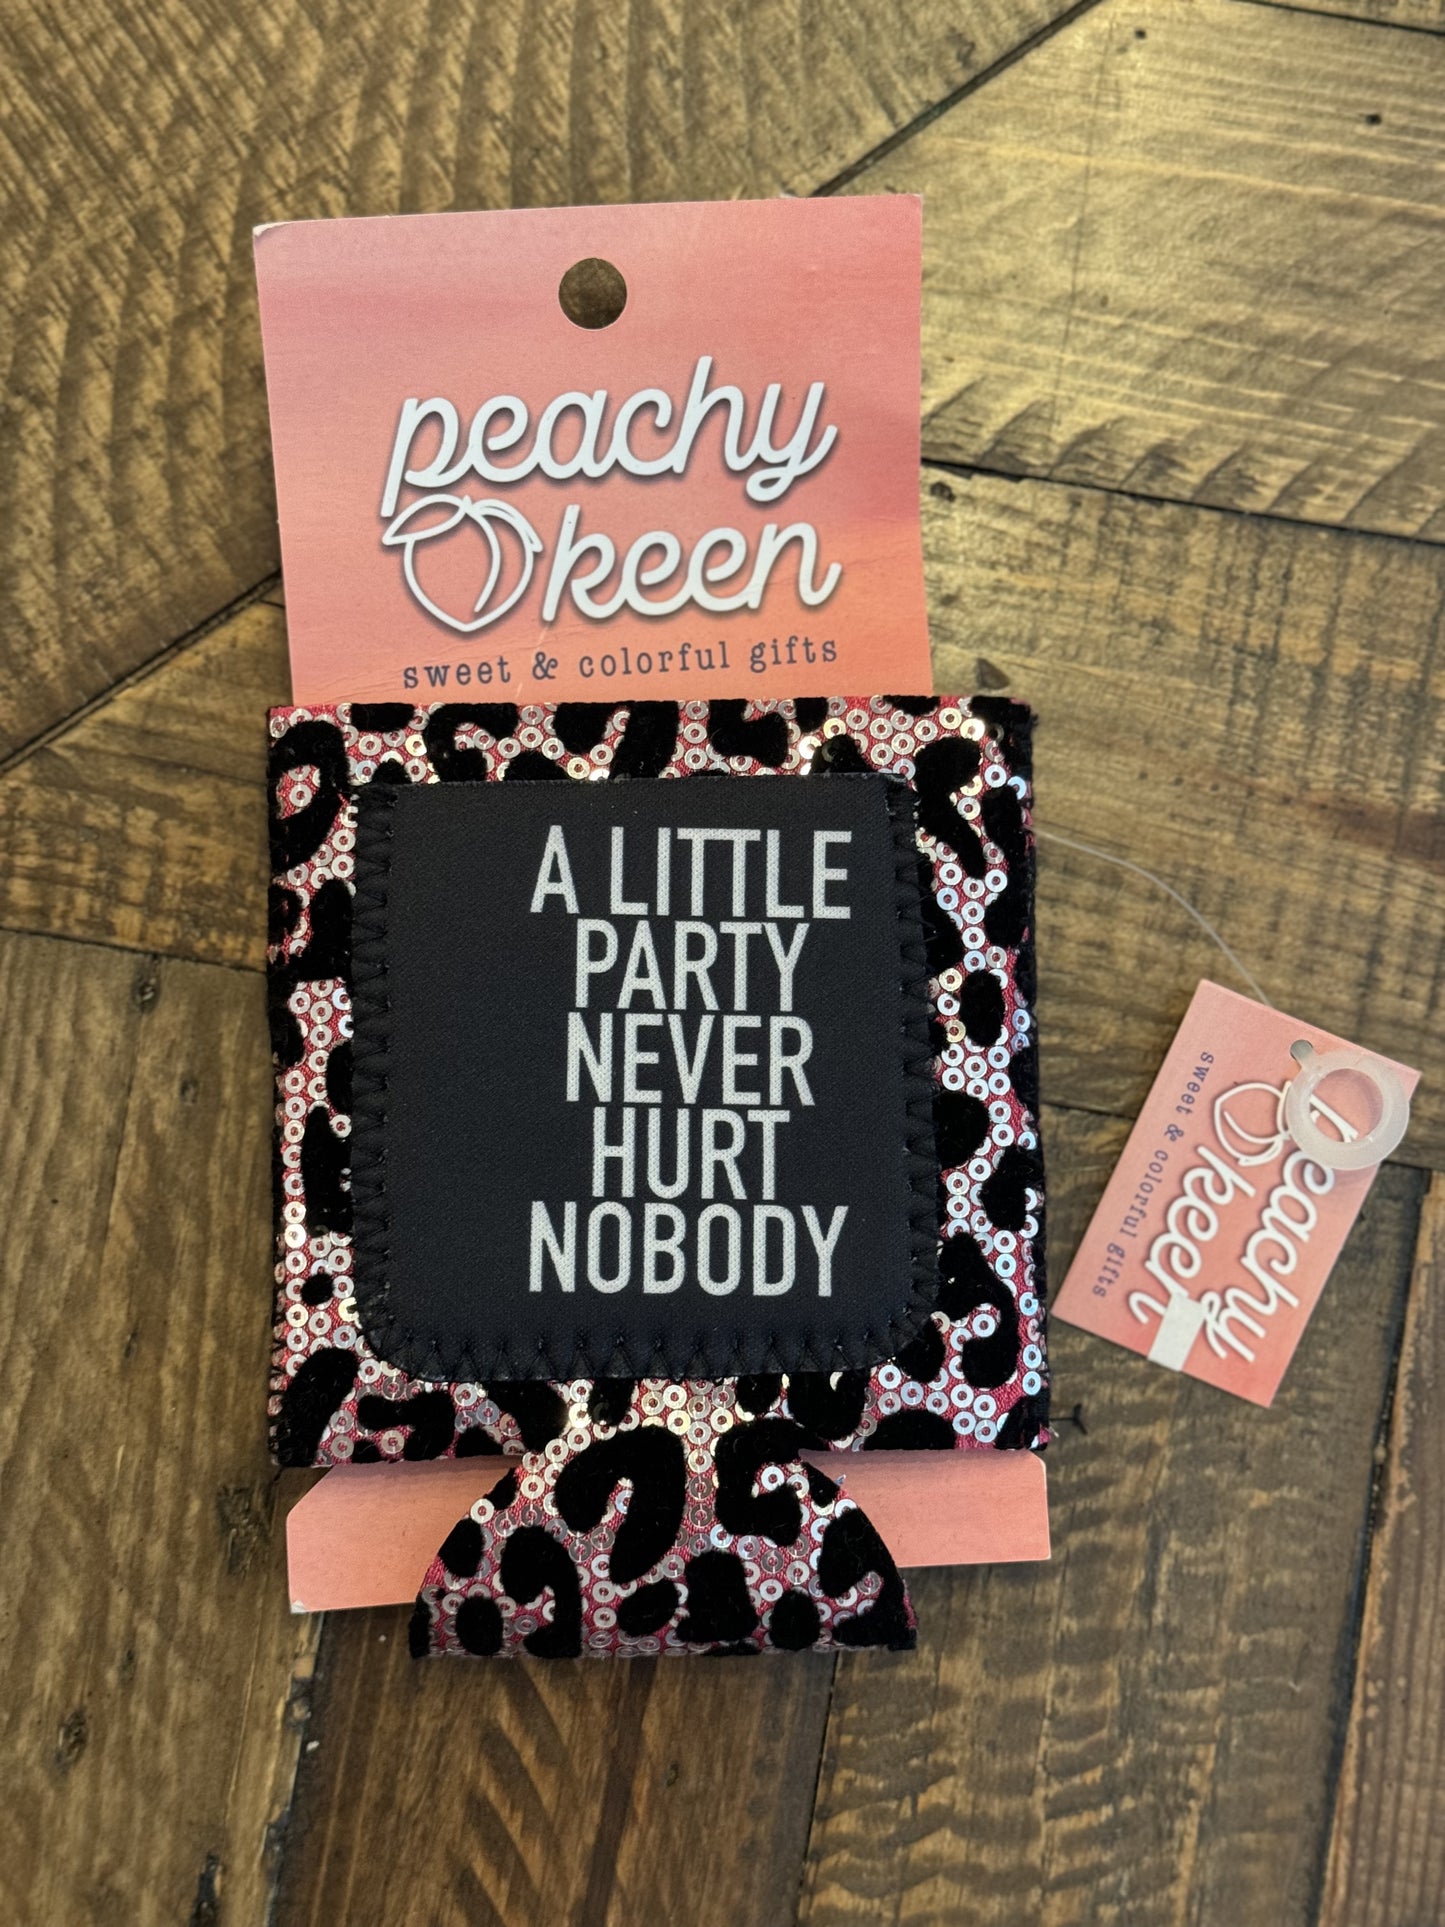 peachy
keen
sweet & colorful gifts
A LITTLE
PARTY
NEVER
HURT
NOBODY
peachy
keen
sweet & colorful gifts